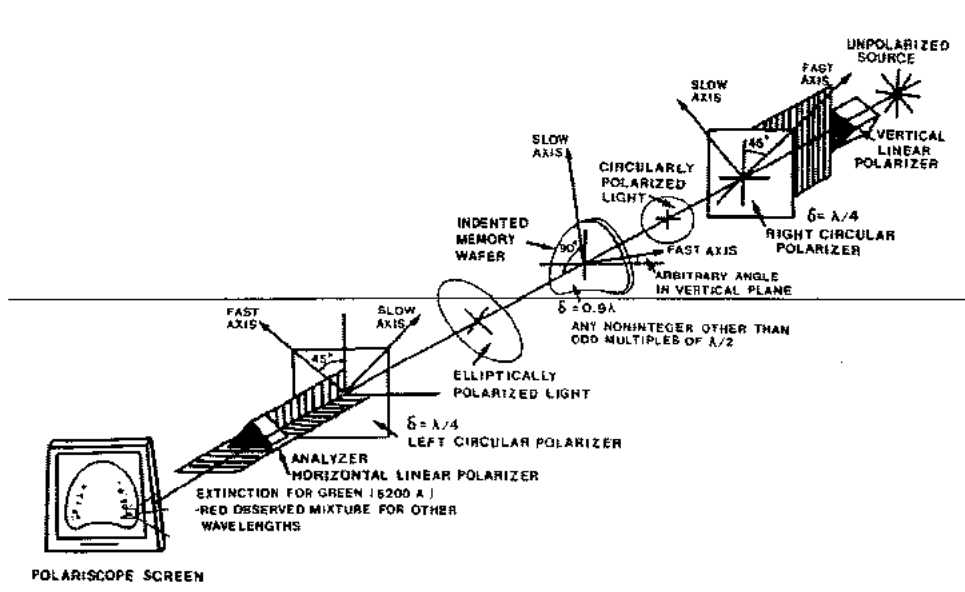 UNPOLARIZED
SOURCE
FAST
AXIS
SLOW
AXIS
VERTICAL
LINEAR
POLARIZER
45°
δ = λ/4
RIGHT CIRCULAR
POLARIZER
SLOW
AXIS
CIRCULARLY
POLARIZED
LIGHT
INDENTED
MEMORY
WAFER
90°
FAST AXIS
ARBITRARY ANGLE
IN VERTICAL PLANE
δ = 0.9λ
ANY NONINTEGER OTHER THAN
ODD MULTIPLES OF λ/2
FAST
AXIS
SLOW
AXIS
45°
ELLIPTICALLY
POLARIZED LIGHT
δ = λ/4
LEFT CIRCULAR POLARIZER
ANALYZER
HORIZONTAL LINEAR POLARIZER
EXTINCTION FOR GREEN (5200 A)
-RED OBSERVED MIXTURE FOR OTHER
WAVELENGTHS
POLARISCOPE SCREEN